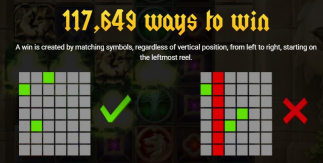 117,649 ways to win
A win is created by matching symbols, regardless of vertical position, from left to right, starting on
the leftmost reel.